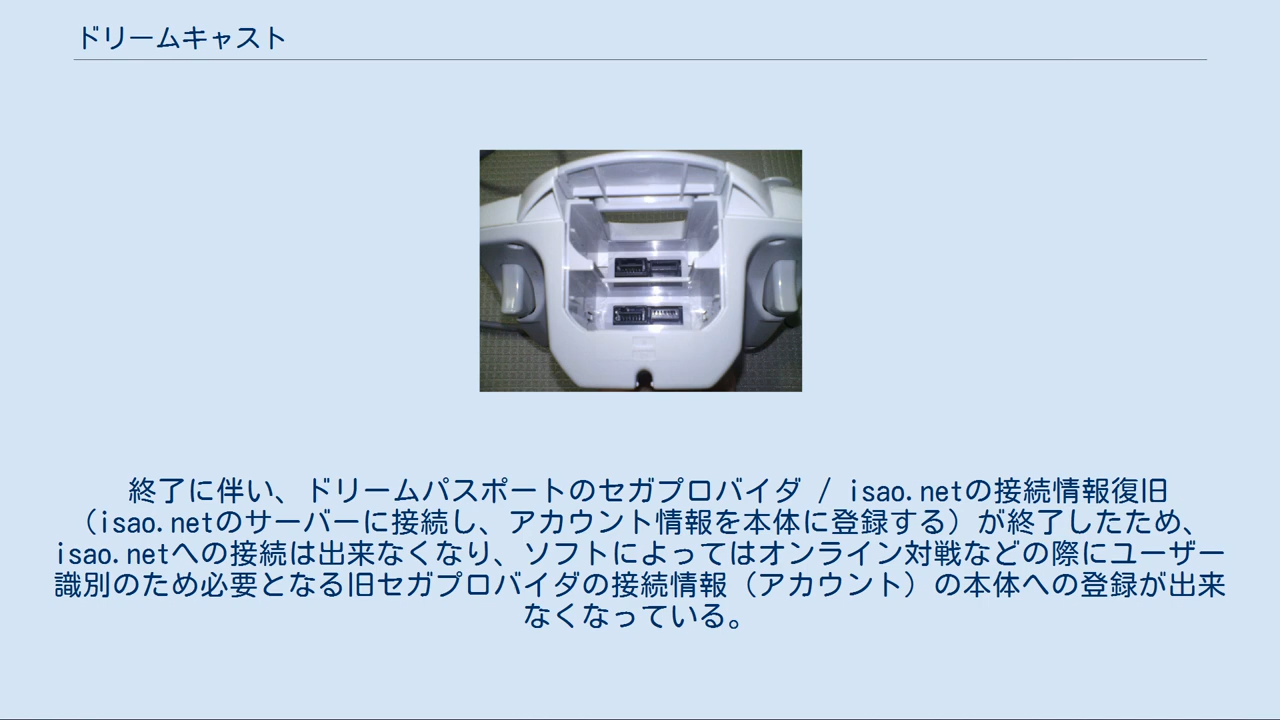 ドリームキャスト
終了に伴い、ドリームパスポートのセガプロバイダ / isao.netの接続情報復旧
（isao.netのサーバーに接続し、アカウント情報を本体に登録する）が終了したため、
isao.netへの接続は出来なくなり、ソフトによってはオンライン対戦などの際にユーザー
識別のため必要となる旧セガプロバイダの接続情報（アカウント）の本体への登録が出来
なくなっている。